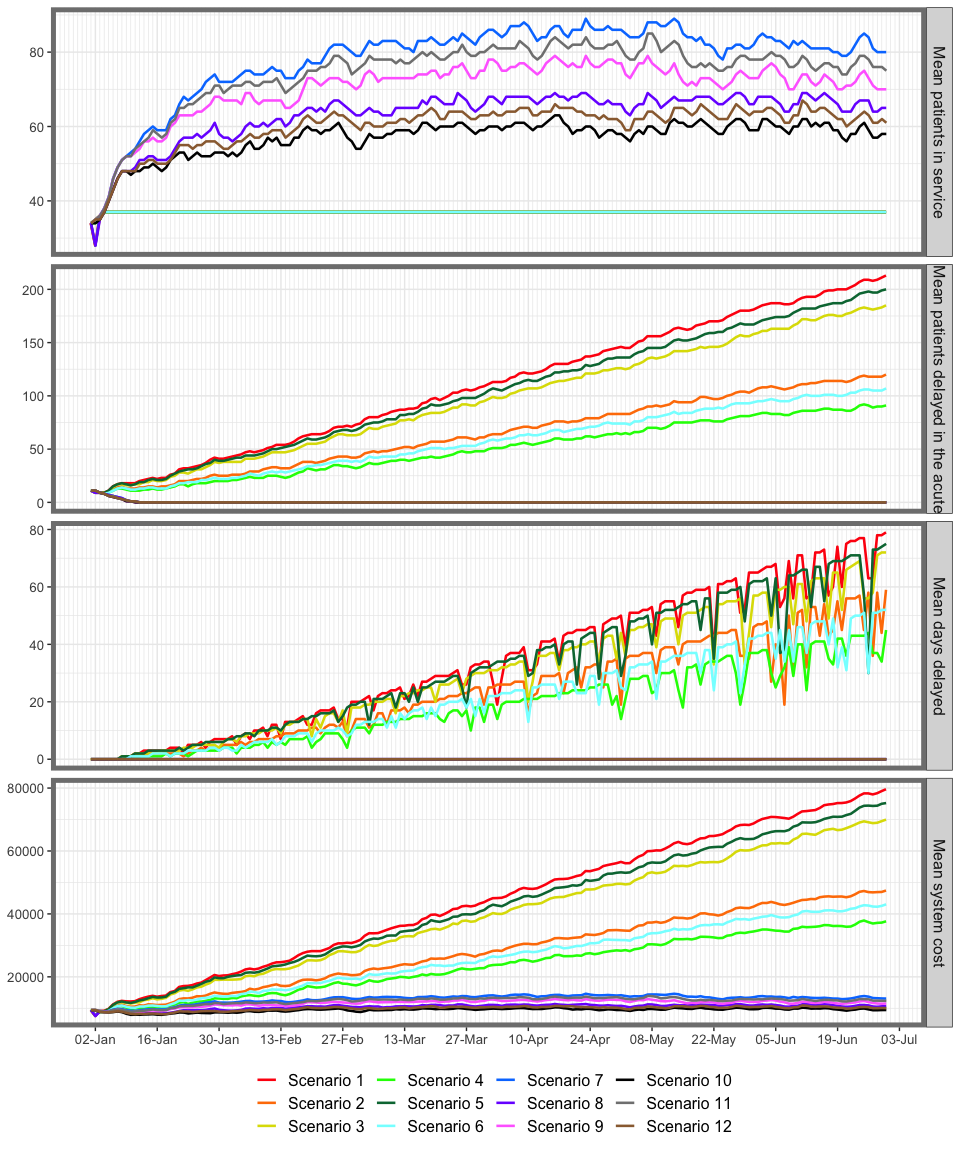 80
60
40
Mean patients in service
200
150
100
50
0
Mean patients delayed in the acute
80
60
40
20
0
Mean days delayed
80000
60000
40000
20000
Mean system cost
02-Jan 16-Jan 30-Jan 13-Feb 27-Feb 13-Mar 27-Mar 10-Apr 24-Apr 08-May 22-May 05-Jun 19-Jun 03-Jul
Scenario 1 Scenario 4 Scenario 7 Scenario 10
Scenario 2 Scenario 5 Scenario 8 Scenario 11
Scenario 3 Scenario 6 Scenario 9 Scenario 12